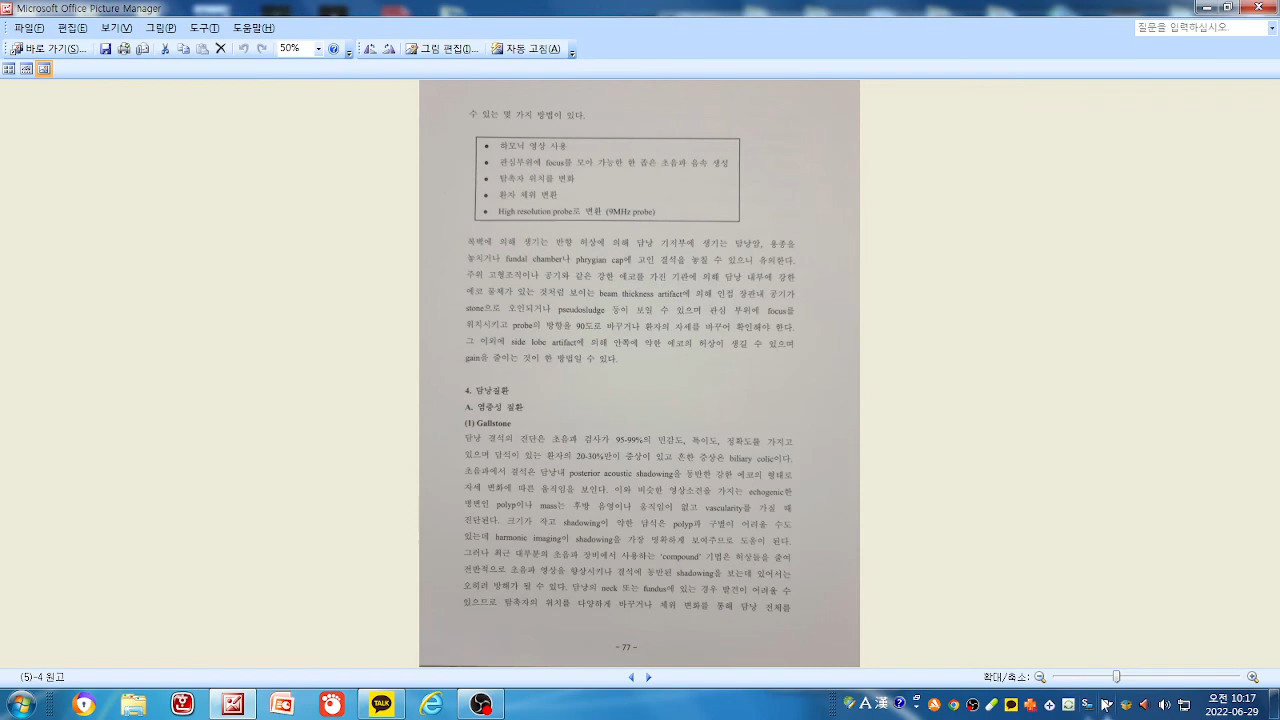 Microsoft Office Picture Manager
파일(F) 편집(E) 보기(V) 그림(P) 도구(T) 도움말(H)
질문을 입력하십시오.
바로 가기(S)... 50% 그림 편집(E)... 자동 고침(A)
수 있는 몇 가지 방법이 있다.
• 하모닉 영상 사용
• 관심부위에 focus를 모아 가능한 한 좁은 초음파 음속 생성
• 탐촉자 위치를 변화
• 환자 체위 변환
• High resolution probe로 변환 (9MHz probe)
복벽에 의해 생기는 반향 허상에 의해 담낭 기저부에 생기는 담낭암, 용종을
놓치거나 fundal chamber나 phrygian cap에 고인 결석을 놓칠 수 있으니 유의한다.
주위 고형조직이나 공기와 같은 강한 에코를 가진 기관에 의해 담낭 내부에 강한
에코 물체가 있는 것처럼 보이는 beam thickness artifact에 의해 인접 장관내 공기가
stone으로 오인되거나 pseudosludge 등이 보일 수 있으며 관심 부위에 focus를
위치시키고 probe의 방향을 90도로 바꾸거나 환자의 자세를 바꾸어 확인해야 한다.
그 이외에 side lobe artifact에 의해 안쪽에 약한 에코의 허상이 생길 수 있으며
gain을 줄이는 것이 한 방법일 수 있다.
4. 담낭질환
A. 염증성 질환
(1) Gallstone
담낭 결석의 진단은 초음파 검사가 95-99%의 민감도, 특이도, 정확도를 가지고
있으며 담석이 있는 환자의 20-30%만이 증상이 있고 흔한 증상은 biliary colic이다.
초음파에서 결석은 담낭내 posterior acoustic shadowing을 동반한 강한 에코의 형태로
자세 변화에 따른 움직임을 보인다. 이와 비슷한 영상소견을 가지는 echogenic한
병변인 polyp이나 mass는 후방 음영이나 움직임이 없고 vascularity를 가질 때
진단된다. 크기가 작고 shadowing이 약한 담석은 polyp과 구별이 어려울 수도
있는데 harmonic imaging이 shadowing을 가장 명확하게 보여주므로 도움이 된다.
그러나 최근 대부분의 초음파 장비에서 사용하는 'compound' 기법은 허상들을 줄여
전반적으로 초음파 영상을 향상시키나 결석에 동반된 shadowing을 보는데 있어서는
오히려 방해가 될 수 있다. 담낭의 neck 또는 fundus에 있는 경우 발견이 어려울 수
있으므로 탐촉자의 위치를 다양하게 바꾸거나 체위 변화를 통해 담낭 전체를
- 77 -
(5)-4 원고
확대/축소:
TALK
A 漢
오전 10:17
2022-06-29